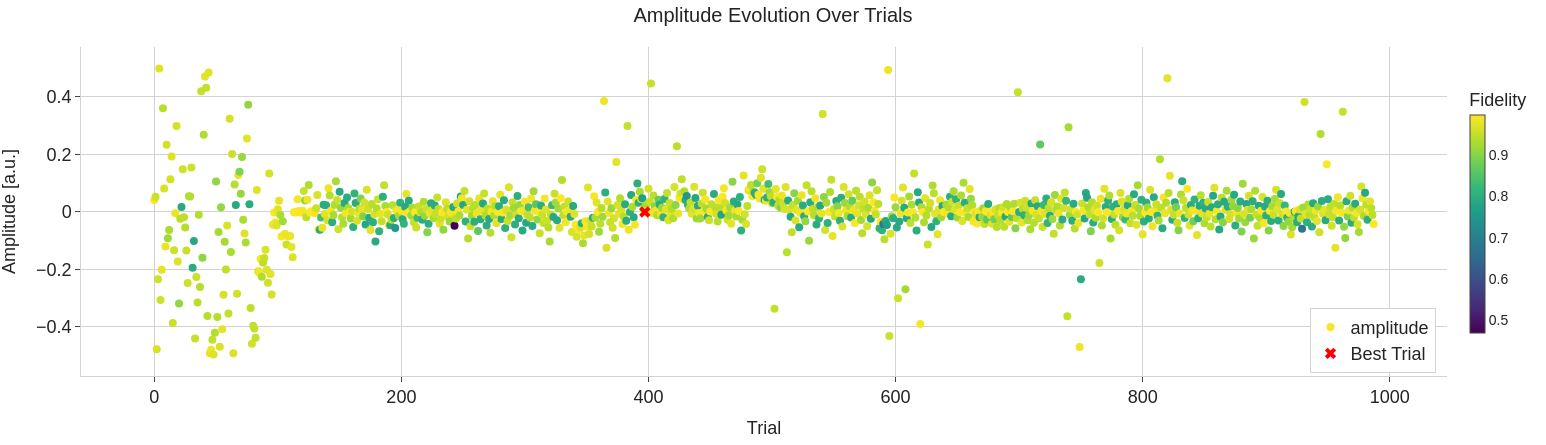 Amplitude Evolution Over Trials
Amplitude [a.u.]
0.4
0.2
0
−0.2
−0.4
0
200
400
600
800
1000
Trial
Fidelity
0.9
0.8
0.7
0.6
0.5
amplitude
Best Trial